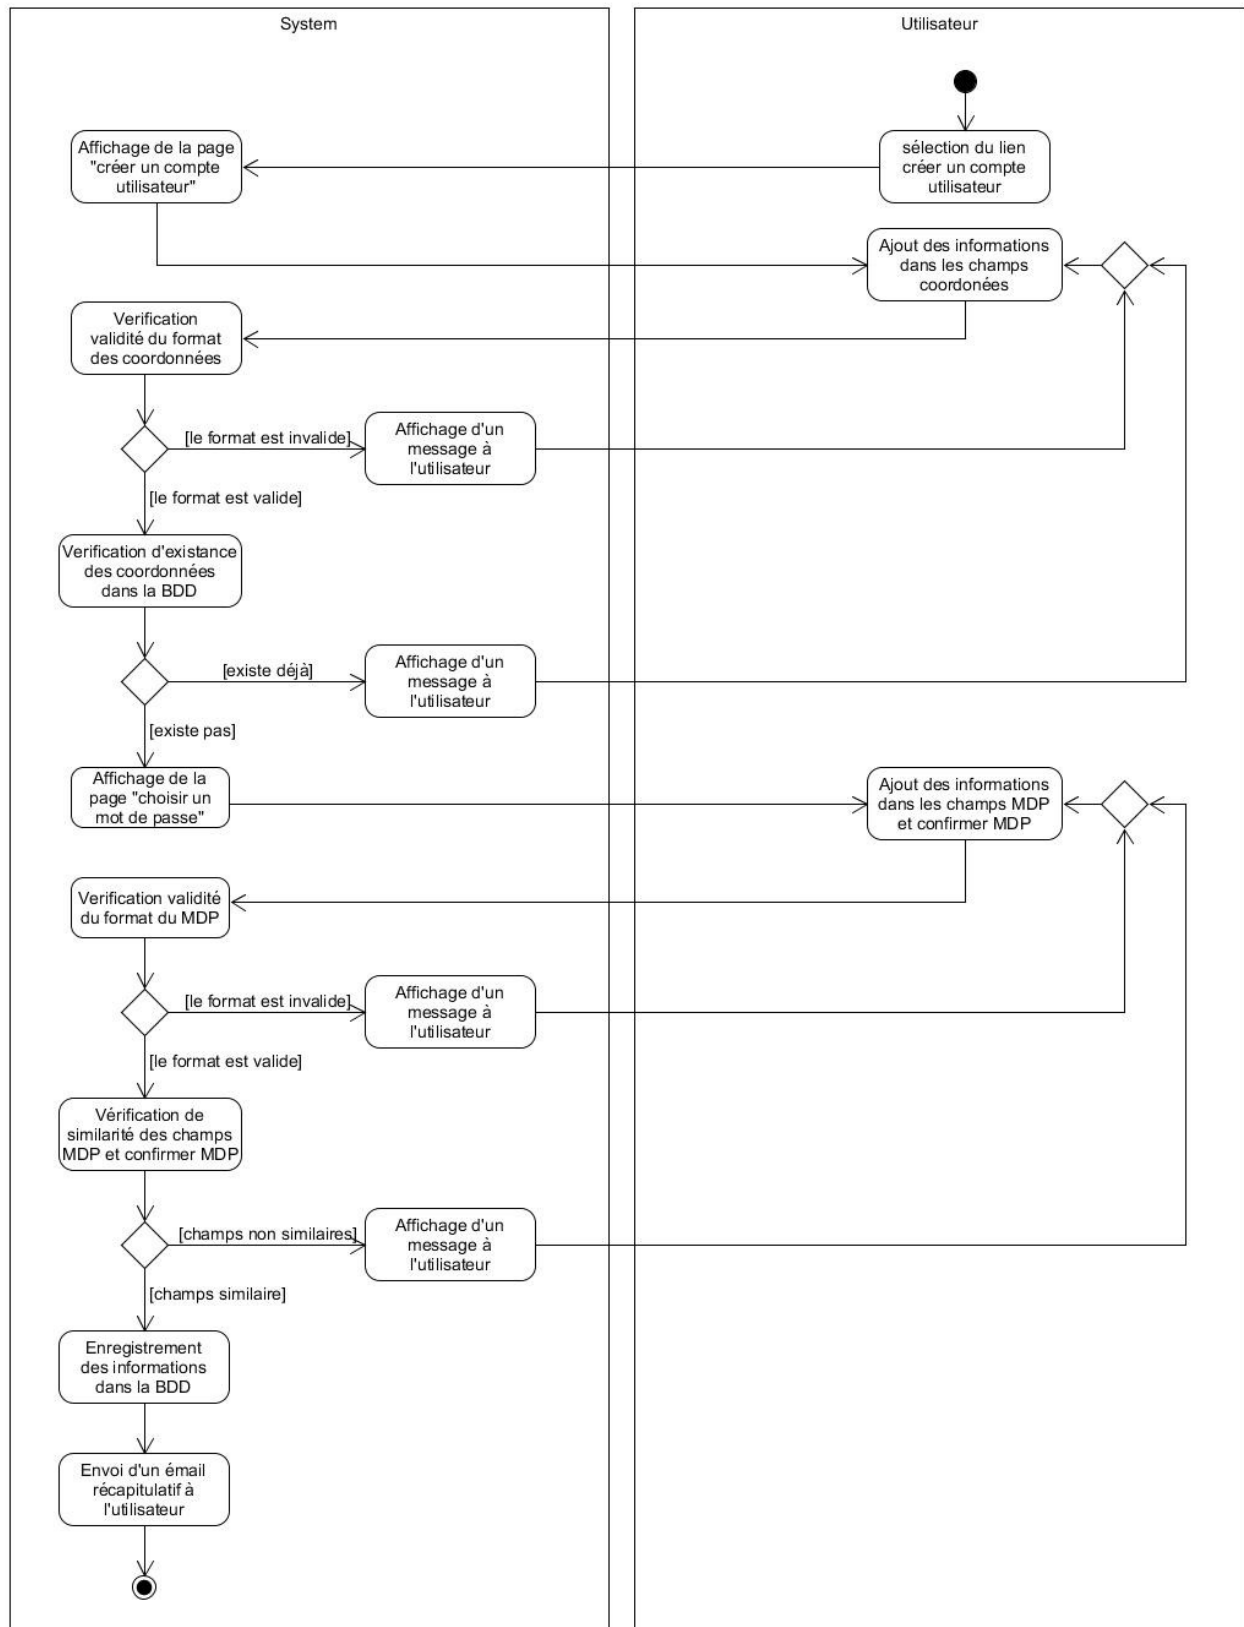 System
Utilisateur
Affichage de la page
"créer un compte
utilisateur"
sélection du lien
créer un compte
utilisateur
Ajout des informations
dans les champs
coordonées
Verification
validité du format
des coordonnées
[le format est invalide]
Affichage d'un
message à
l'utilisateur
[le format est valide]
Verification d'existance
des coordonnées
dans la BDD
[existe déjà]
Affichage d'un
message à
l'utilisateur
[existe pas]
Affichage de la
page "choisir un
mot de passe"
Ajout des informations
dans les champs MDP
et confirmer MDP
Verification validité
du format du MDP
[le format est invalide]
Affichage d'un
message à
l'utilisateur
[le format est valide]
Vérification de
similarité des champs
MDP et confirmer MDP
[champs non similaires]
Affichage d'un
message à
l'utilisateur
[champs similaire]
Enregistrement
des informations
dans la BDD
Envoi d'un émail
récapitulatif à
l'utilisateur